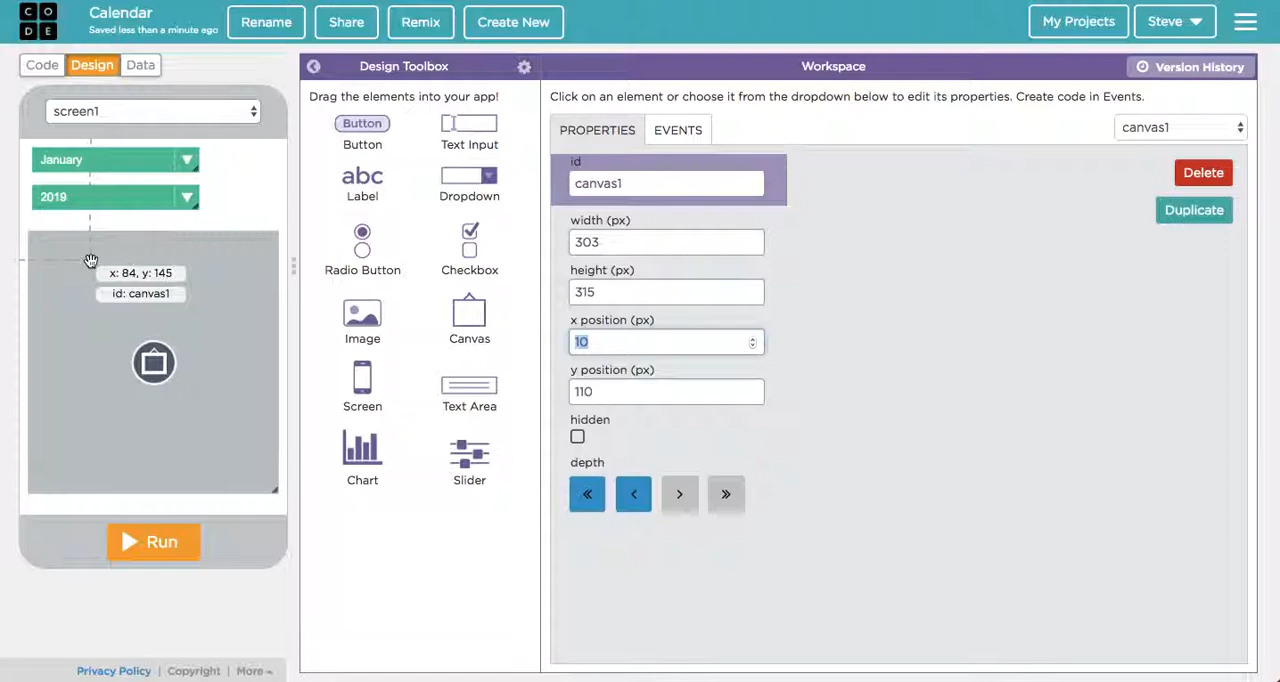 C O
D E
Calendar
Saved less than a minute ago
Rename
Share
Remix
Create New
My Projects
Steve
Code
Design
Data
Design Toolbox
Workspace
Version History
screen1
Drag the elements into your app!
Click on an element or choose it from the dropdown below to edit its properties. Create code in Events.
Button
Button
Text Input
PROPERTIES
EVENTS
canvas1
January
2019
abc
Label
Dropdown
id
canvas1
Delete
Duplicate
width (px)
303
Radio Button
Checkbox
height (px)
315
x: 84, y: 145
id: canvas1
Image
Canvas
x position (px)
10
y position (px)
110
Screen
Text Area
hidden
depth
« < > »
Chart
Slider
Run
Privacy Policy | Copyright | More